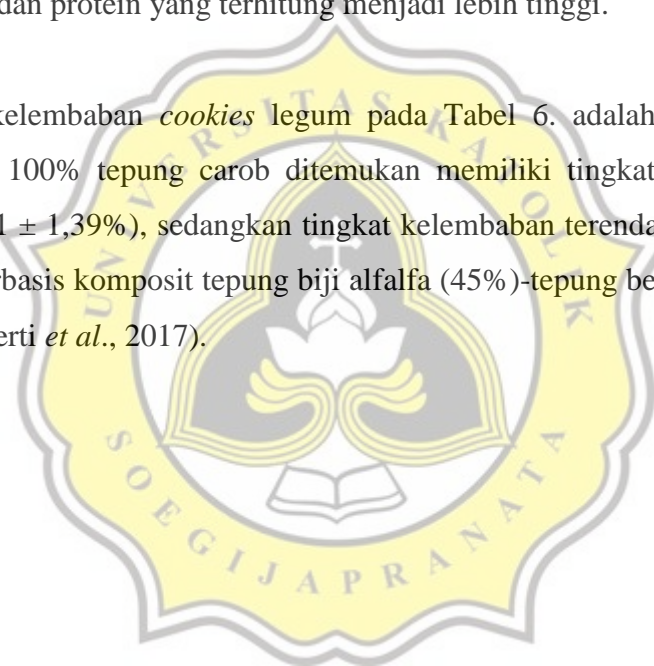 dan protein yang terhitung menjadi lebih tinggi.
kelembaban cookies legum pada Tabel 6. adalah
100% tepung carob ditemukan memiliki tingkat
1 ± 1,39%), sedangkan tingkat kelembaban terenda
rbasis komposit tepung biji alfalfa (45%)-tepung be
erti et al., 2017).
UNIVERSITAS KATOLIK
SOEGIJAPRANATA